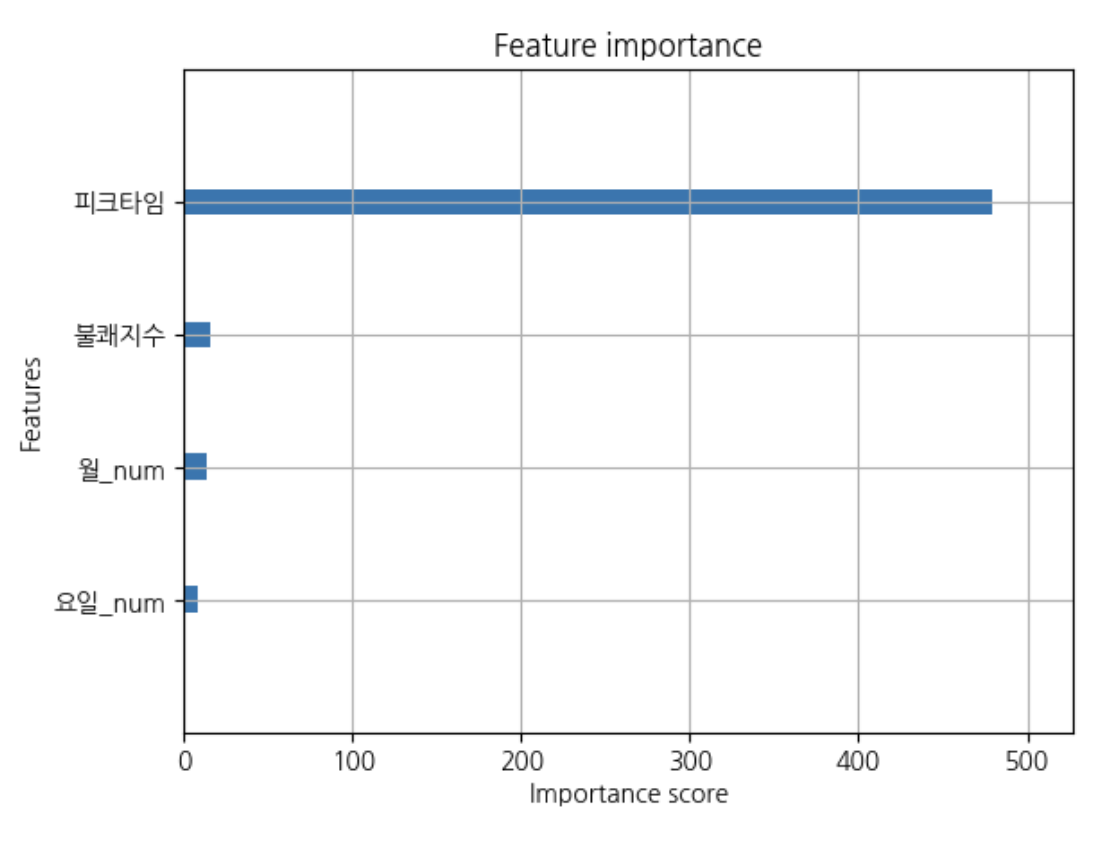 Feature importance
피크타임
불쾌지수
Features
월_num
요일_num
0 100 200 300 400 500
Importance score